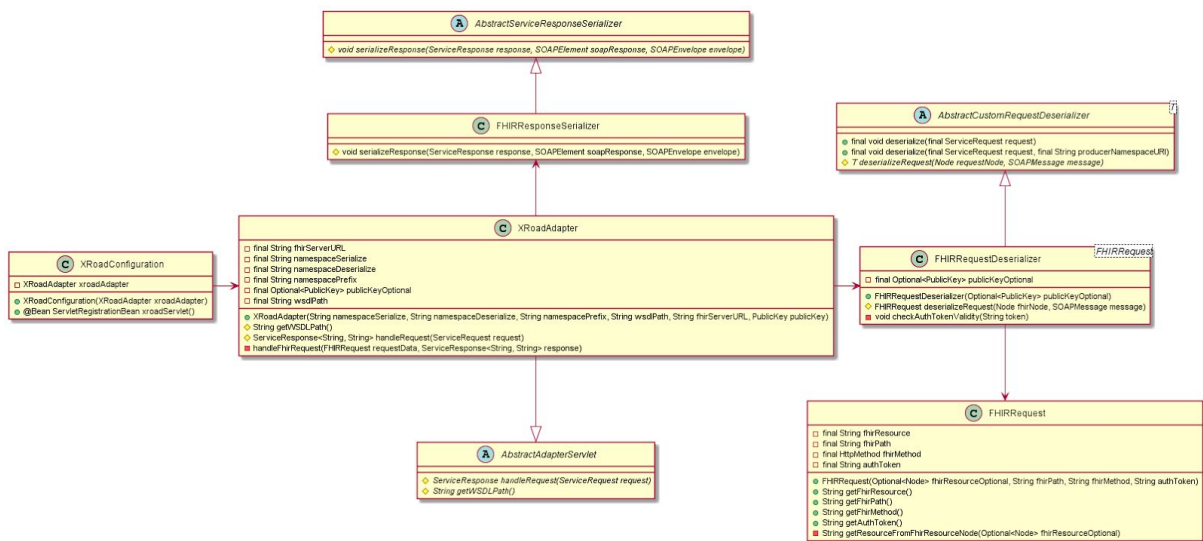 A AbstractServiceResponseSerializer
void serializeResponse(ServiceResponse response, SOAPElement soapResponse, SOAPEnvelope envelope)
C FHIRResponseSerializer
void serializeResponse(ServiceResponse response, SOAPElement soapResponse, SOAPEnvelope envelope)
A AbstractCustomRequestDeserializer
T
final void deserialize(final ServiceRequest request)
final void deserialize(final ServiceRequest request, final String producerNamespaceURI)
T deserializeRequest(Node requestNode, SOAPMessage message)
C XRoadConfiguration
XRoadAdapter xroadAdapter
XRoadConfiguration(XRoadAdapter xroadAdapter)
@Bean ServletRegistrationBean xroadServlet()
C XRoadAdapter
final String fhirServerURL
final String namespaceSerialize
final String namespaceDeserialize
final String namespacePrefix
final Optional<PublicKey> publicKeyOptional
final String wsdlPath
XRoadAdapter(String namespaceSerialize, String namespaceDeserialize, String namespacePrefix, String wsdlPath, String fhirServerURL, PublicKey publicKey)
String getWSDLPath()
ServiceResponse<String, String> handleRequest(ServiceRequest request)
handleFhirRequest(FHIRRequest requestData, ServiceResponse<String, String> response)
C FHIRRequestDeserializer
FHIRRequest
final Optional<PublicKey> publicKeyOptional
FHIRRequestDeserializer(Optional<PublicKey> publicKeyOptional)
FHIRRequest deserializeRequest(Node fhirNode, SOAPMessage message)
void checkAuthTokenValidity(String token)
A AbstractAdapterServlet
ServiceResponse handleRequest(ServiceRequest request)
String getWSDLPath()
C FHIRRequest
final String fhirResource
final String fhirPath
final HttpMethod fhirMethod
final String authToken
FHIRRequest(Optional<Node> fhirResourceOptional, String fhirPath, String fhirMethod, String authToken)
String getFhirResource()
String getFhirPath()
String getFhirMethod()
String getAuthToken()
String getResourceFromFhirResourceNode(Optional<Node> fhirResourceOptional)